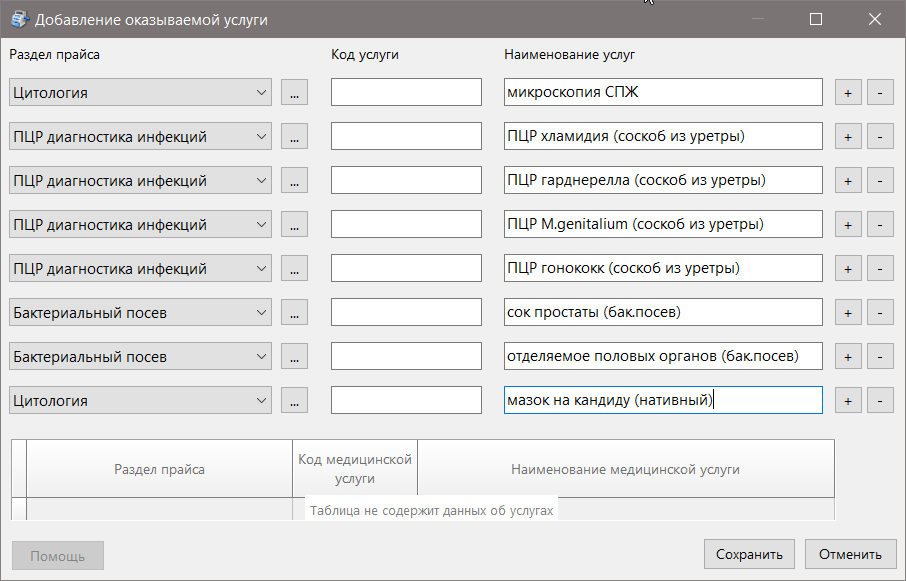 Добавление оказываемой услуги
Раздел прайса Код услуги Наименование услуг
Цитология ... микроскопия СПЖ + -
ПЦР диагностика инфекций ... ПЦР хламидия (соскоб из уретры) + -
ПЦР диагностика инфекций ... ПЦР гарднерелла (соскоб из уретры) + -
ПЦР диагностика инфекций ... ПЦР M.genitalium (соскоб из уретры) + -
ПЦР диагностика инфекций ... ПЦР гонококк (соскоб из уретры) + -
Бактериальный посев ... сок простаты (бак.посев) + -
Бактериальный посев ... отделяемое половых органов (бак.посев) + -
Цитология ... мазок на кандиду (нативный) + -
Раздел прайса Код медицинской Наименование медицинской услуги
услуги
Таблица не содержит данных об услугах
Помощь Сохранить Отменить